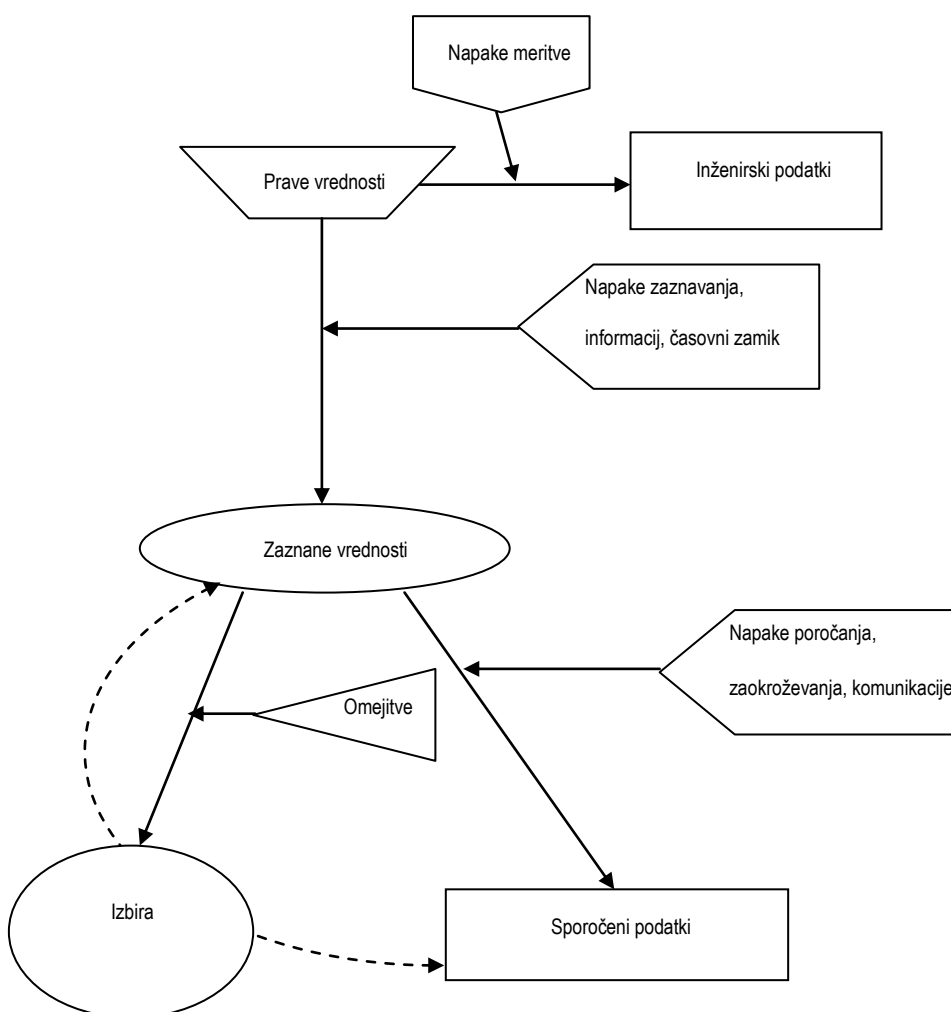 Napake meritve
Inženirski podatki
Prave vrednosti
Napake zaznavanja,
informacij, časovni zamik
Zaznane vrednosti
Napake poročanja,
zaokroževanja, komunikacije
Omejitve
Izbira
Sporočeni podatki